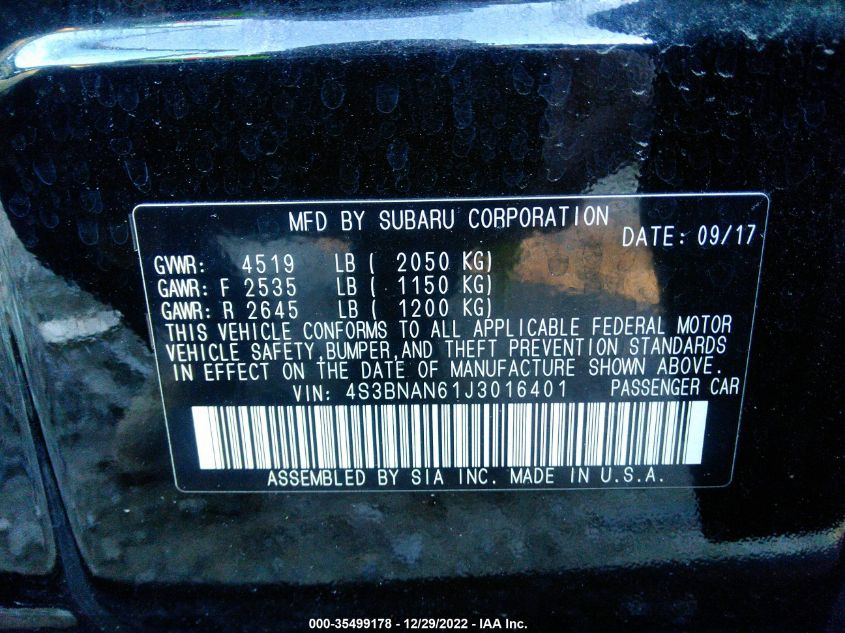 MFD BY SUBARU CORPORATION
DATE: 09/17
GVWR: 4519 LB ( 2050 KG)
GAWR: F 2535 LB ( 1150 KG)
GAWR: R 2645 LB ( 1200 KG)
THIS VEHICLE CONFORMS TO ALL APPLICABLE FEDERAL MOTOR
VEHICLE SAFETY,BUMPER,AND THEFT PREVENTION STANDARDS
IN EFFECT ON THE DATE OF MANUFACTURE SHOWN ABOVE.
VIN: 4S3BNAN61J3016401 PASSENGER CAR
ASSEMBLED BY SIA INC. MADE IN U.S.A.
000-35499178 - 12/29/2022 - IAA Inc.